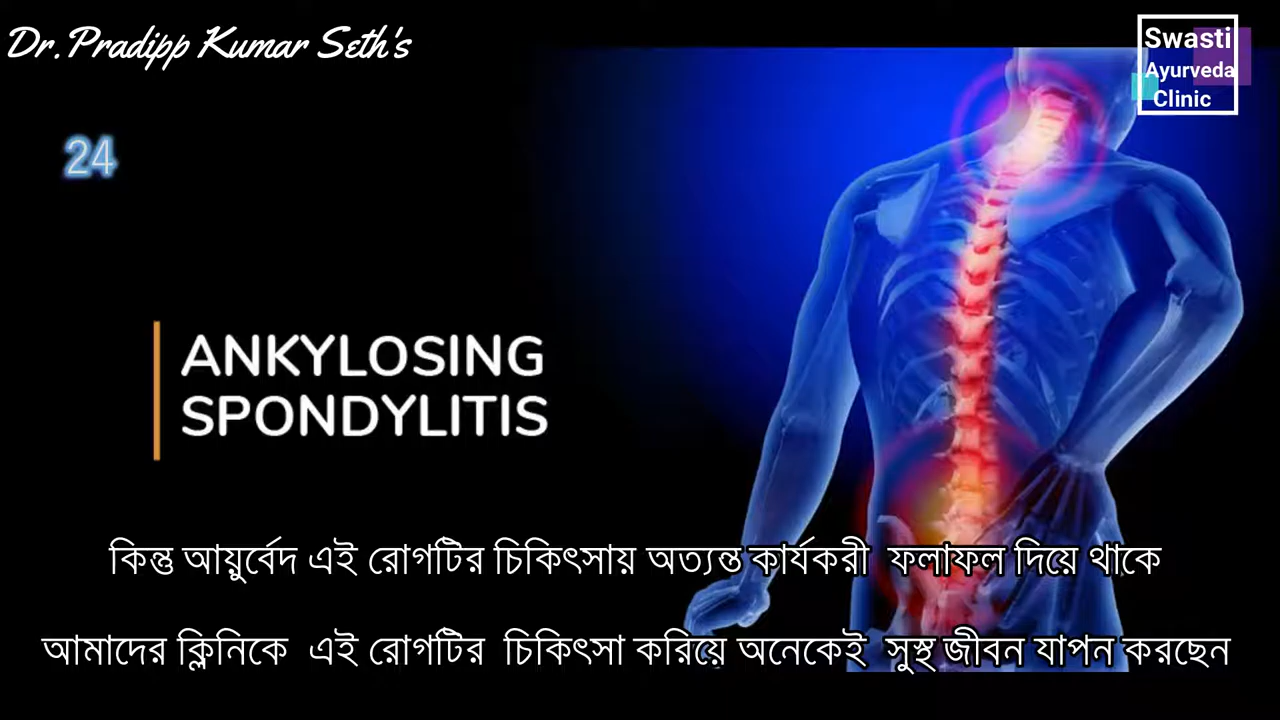 Dr. Pradipp Kumar Seth's
Swasti
Ayurveda
Clinic
24
ANKYLOSING
SPONDYLITIS
কিন্তু আয়ুর্বেদ এই রোগটির চিকিৎসায় অত্যন্ত কার্যকরী ফলাফল দিয়ে থাকে
আমাদের ক্লিনিকে এই রোগটির চিকিৎসা করিয়ে অনেকেই সুস্থ জীবন যাপন করছেন